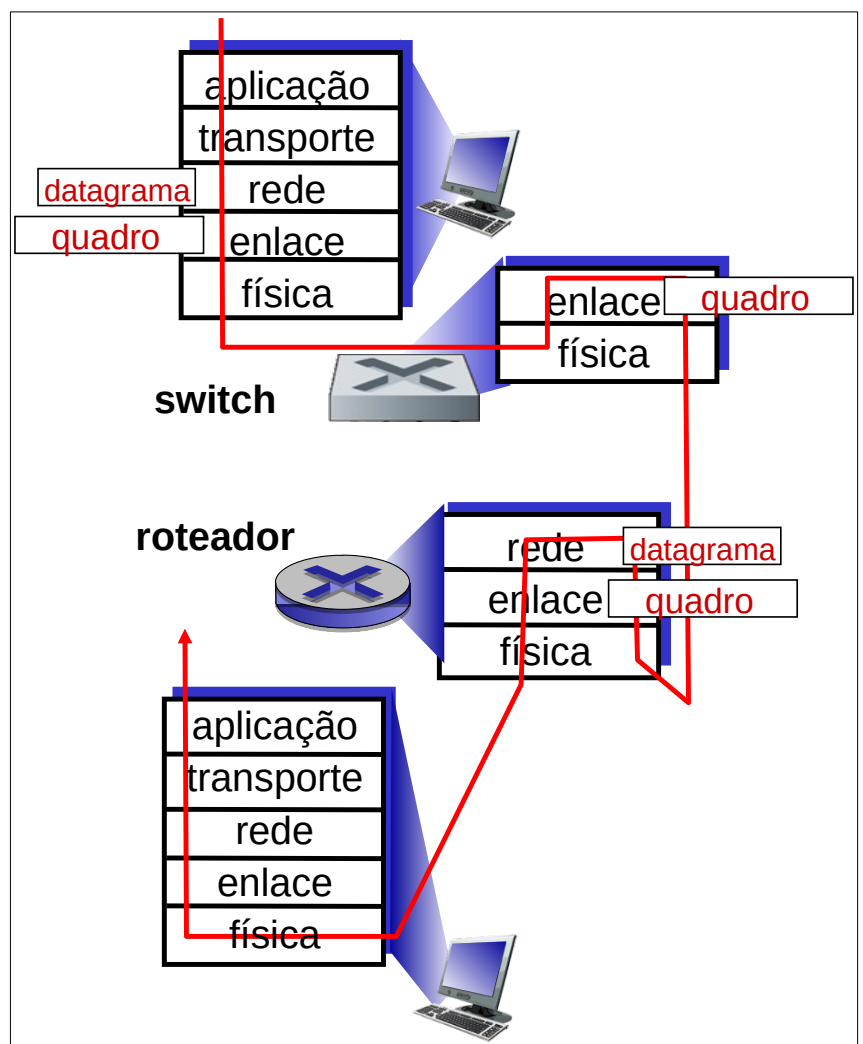 aplicação
transporte
datagrama
rede
quadro
enlace
física
enlace
quadro
física
switch
roteador
rede
datagrama
enlace
quadro
física
aplicação
transporte
rede
enlace
física